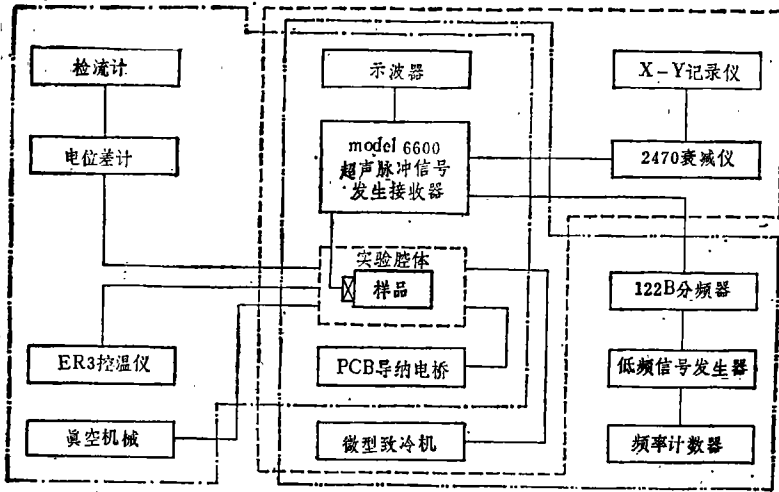 检流计
示波器
X-Y记录仪
电位差计
model 6600
超声脉冲信号
发生接收器
2470衰减仪
实验腔体
样品
122B分频器
ER3控温仪
PCB导纳电桥
低频信号发生器
真空机械
微型致冷机
频率计数器